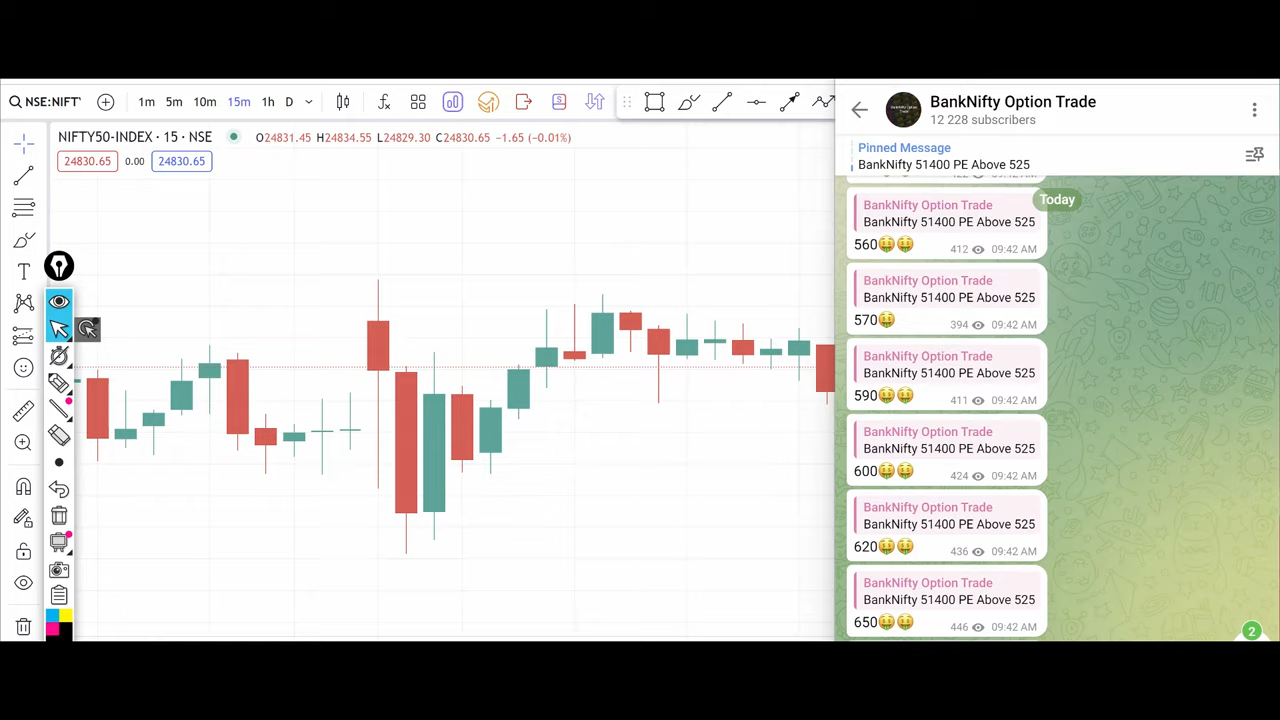 NSE:NIFT
1m 5m 10m 15m 1h D
NIFTY50-INDEX · 15 · NSE
O24831.45 H24834.55 L24829.30 C24830.65 −1.65 (−0.01%)
24830.65 0.00 24830.65
T
BankNifty Option Trade
12 228 subscribers
Pinned Message
BankNifty 51400 PE Above 525
Today
BankNifty Option Trade
BankNifty 51400 PE Above 525
560🤑🤑 412 09:42 AM
BankNifty Option Trade
BankNifty 51400 PE Above 525
570🤑 394 09:42 AM
BankNifty Option Trade
BankNifty 51400 PE Above 525
590🤑🤑 411 09:42 AM
BankNifty Option Trade
BankNifty 51400 PE Above 525
600🤑🤑 424 09:42 AM
BankNifty Option Trade
BankNifty 51400 PE Above 525
620🤑🤑 436 09:42 AM
BankNifty Option Trade
BankNifty 51400 PE Above 525
650🤑🤑 446 09:42 AM
2